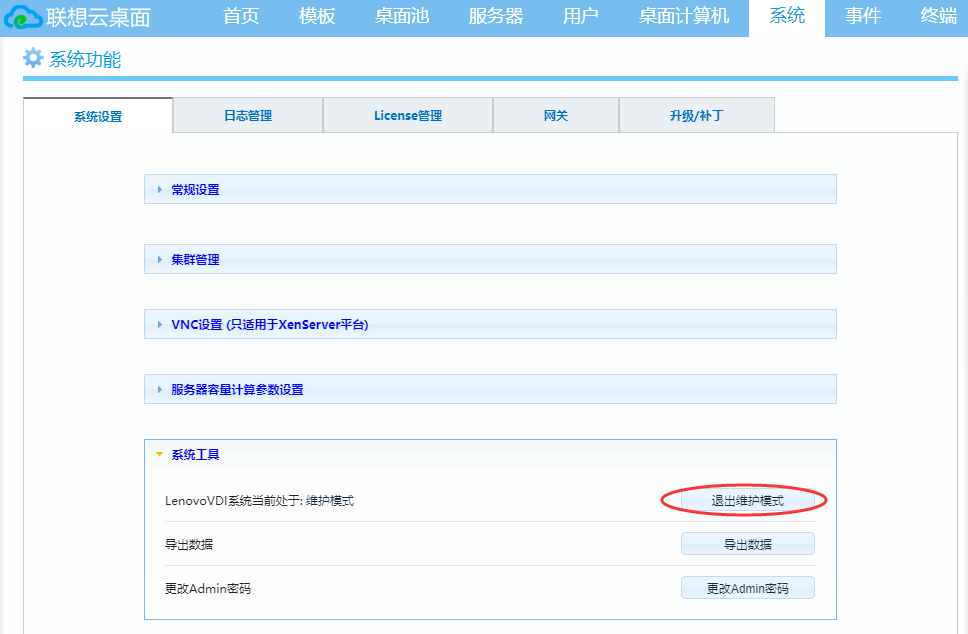 联想云桌面 首页 模板 桌面池 服务器 用户 桌面计算机 系统 事件 终端
系统功能
系统设置 日志管理 License管理 网关 升级/补丁
常规设置
集群管理
VNC设置 (只适用于XenServer平台)
服务器容量计算参数设置
系统工具
LenovoVDI系统当前处于: 维护模式 退出维护模式
导出数据 导出数据
更改Admin密码 更改Admin密码